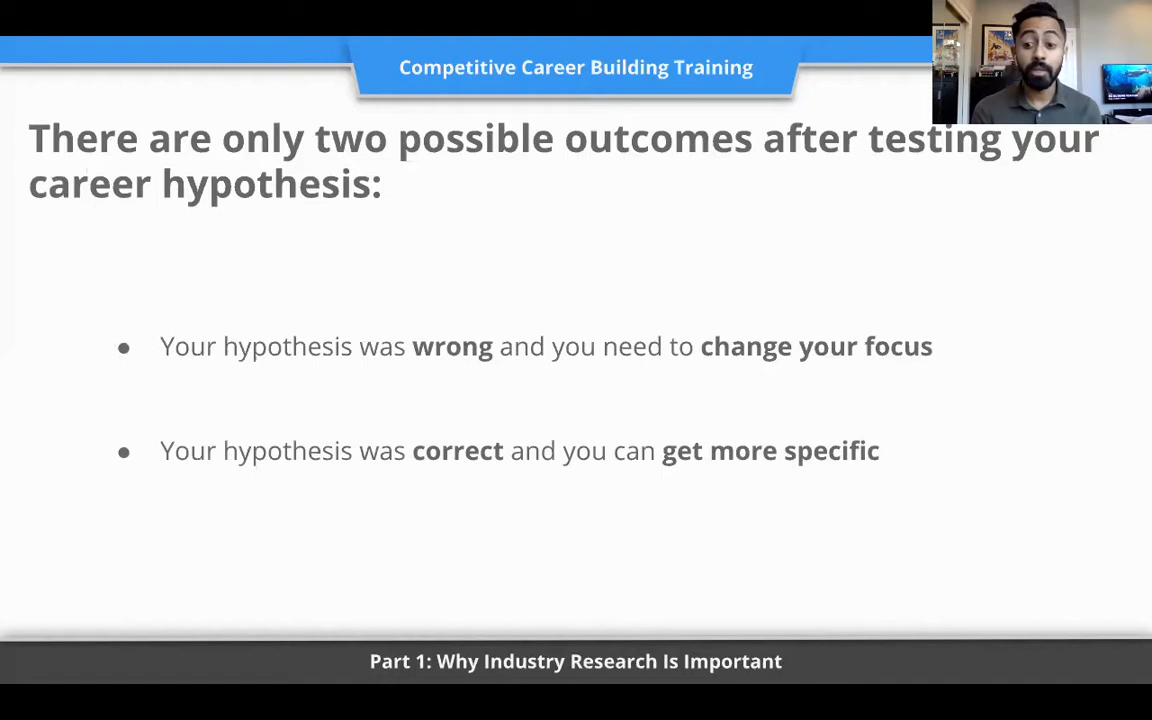 Competitive Career Building Training
There are only two possible outcomes after testing your
career hypothesis:
● Your hypothesis was wrong and you need to change your focus
● Your hypothesis was correct and you can get more specific
Part 1: Why Industry Research Is Important